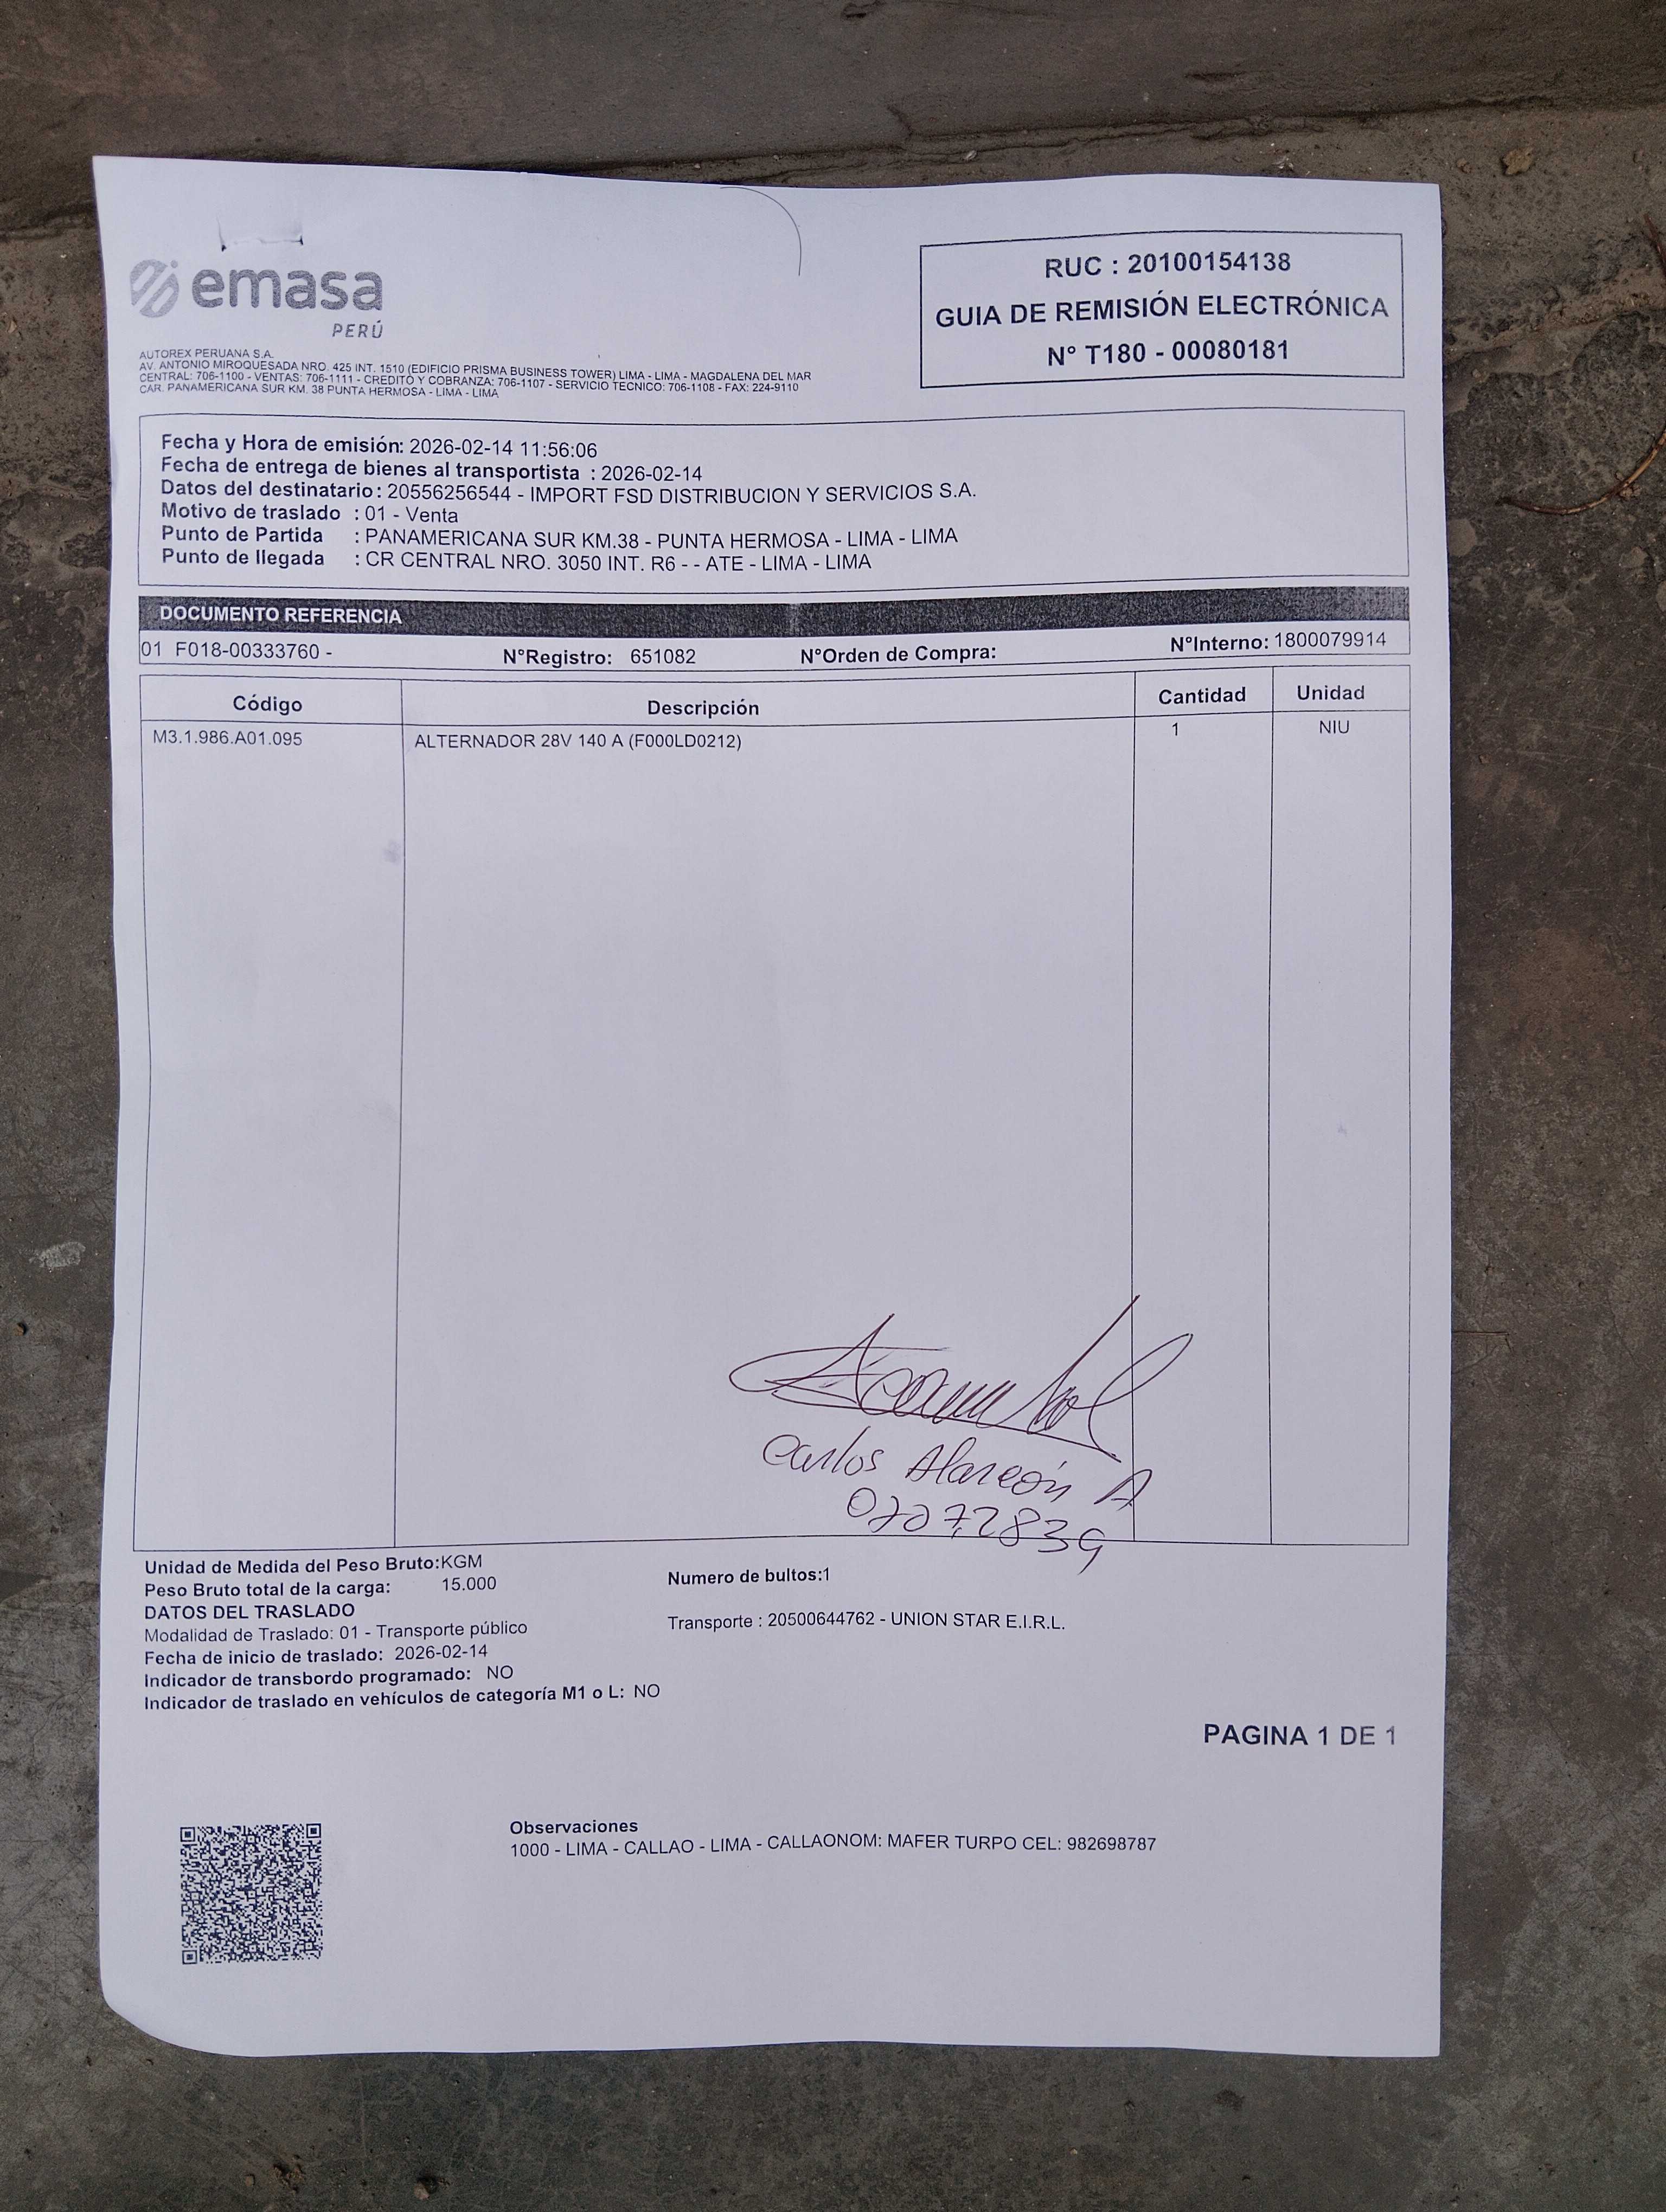 emasa
PERÚ
AUTOREX PERUANA S.A.
AV. ANTONIO MIROQUESADA NRO. 425 INT. 1510 (EDIFICIO PRISMA BUSINESS TOWER) LIMA - LIMA - MAGDALENA DEL MAR
CENTRAL: 706-1100 - VENTAS: 706-1111 - CREDITO Y COBRANZA: 706-1107 - SERVICIO TECNICO: 706-1108 - FAX: 224-9110
CAR. PANAMERICANA SUR KM. 38 PUNTA HERMOSA - LIMA - LIMA
RUC : 20100154138
GUIA DE REMISIÓN ELECTRÓNICA
N° T180 - 00080181
Fecha y Hora de emisión: 2026-02-14 11:56:06
Fecha de entrega de bienes al transportista : 2026-02-14
Datos del destinatario: 20556256544 - IMPORT FSD DISTRIBUCION Y SERVICIOS S.A.
Motivo de traslado : 01 - Venta
Punto de Partida : PANAMERICANA SUR KM.38 - PUNTA HERMOSA - LIMA - LIMA
Punto de llegada : CR CENTRAL NRO. 3050 INT. R6 - - ATE - LIMA - LIMA
DOCUMENTO REFERENCIA
01 F018-00333760 - N°Registro: 651082 N°Orden de Compra: N°Interno: 1800079914
Código Descripción Cantidad Unidad
M3.1.986.A01.095 ALTERNADOR 28V 140 A (F000LD0212) 1 NIU
Carlos Alarcón A
Unidad de Medida del Peso Bruto:KGM
Peso Bruto total de la carga: 15.000
Numero de bultos:1
DATOS DEL TRASLADO
Modalidad de Traslado: 01 - Transporte público
Transporte : 20500644762 - UNION STAR E.I.R.L.
Fecha de inicio de traslado: 2026-02-14
Indicador de transbordo programado: NO
Indicador de traslado en vehículos de categoría M1 o L: NO
PAGINA 1 DE 1
Observaciones
1000 - LIMA - CALLAO - LIMA - CALLAONOM: MAFER TURPO CEL: 982698787